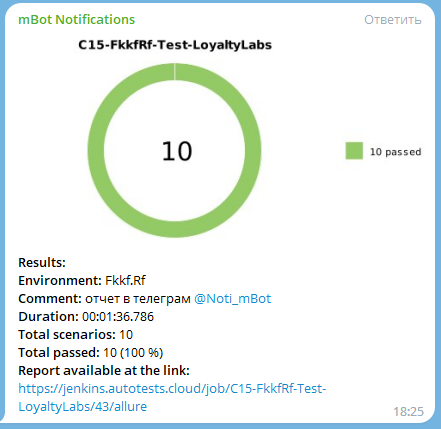 mBot Notifications
Ответить
C15-FkkfRf-Test-LoyaltyLabs
10
10 passed
Results:
Environment: Fkkf.Rf
Comment: отчет в телеграм @Noti_mBot
Duration: 00:01:36.786
Total scenarios: 10
Total passed: 10 (100 %)
Report available at the link:
https://jenkins.autotests.cloud/job/C15-FkkfRf-Test-
LoyaltyLabs/43/allure
18:25